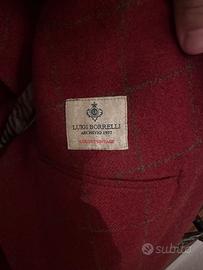 LUIGI BORRELLI
ARCHIVIO 1957
subito